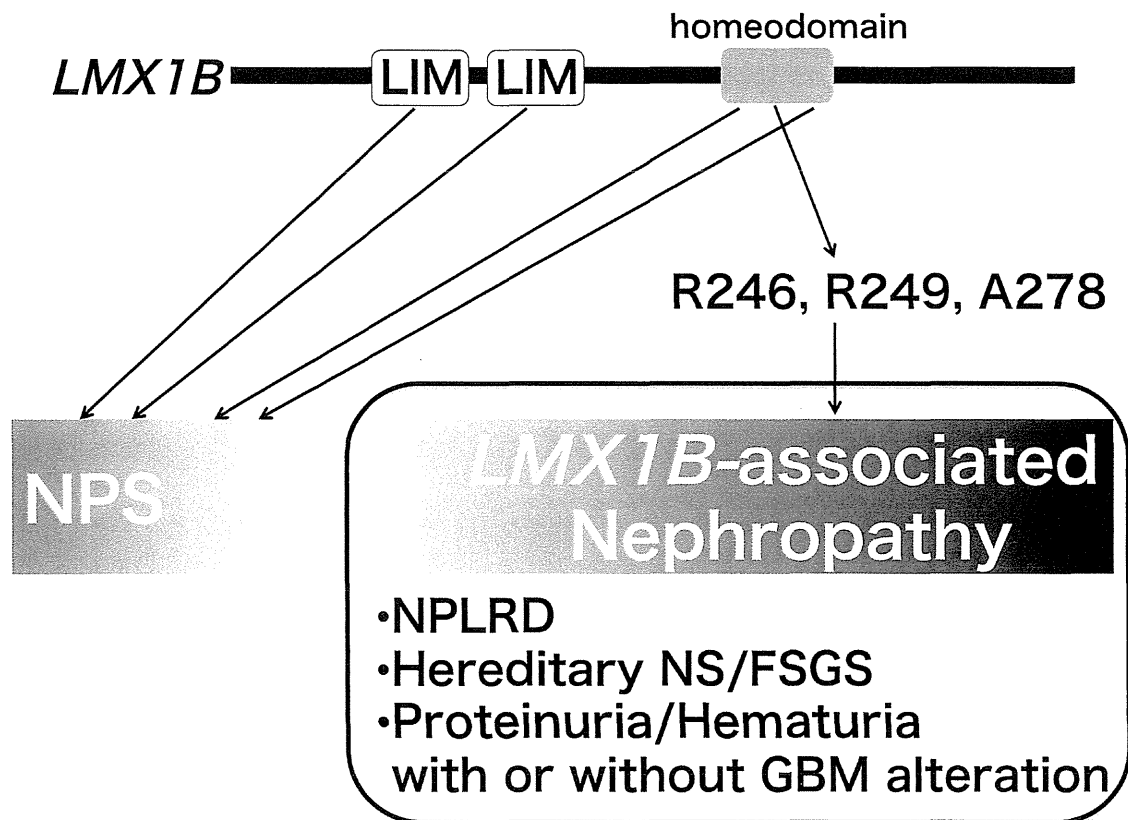 homeodomain
LMX1B LIM LIM
R246, R249, A278
NPS
LMX1B-associated
Nephropathy
•NPLRD
•Hereditary NS/FSGS
•Proteinuria/Hematuria
with or without GBM alteration